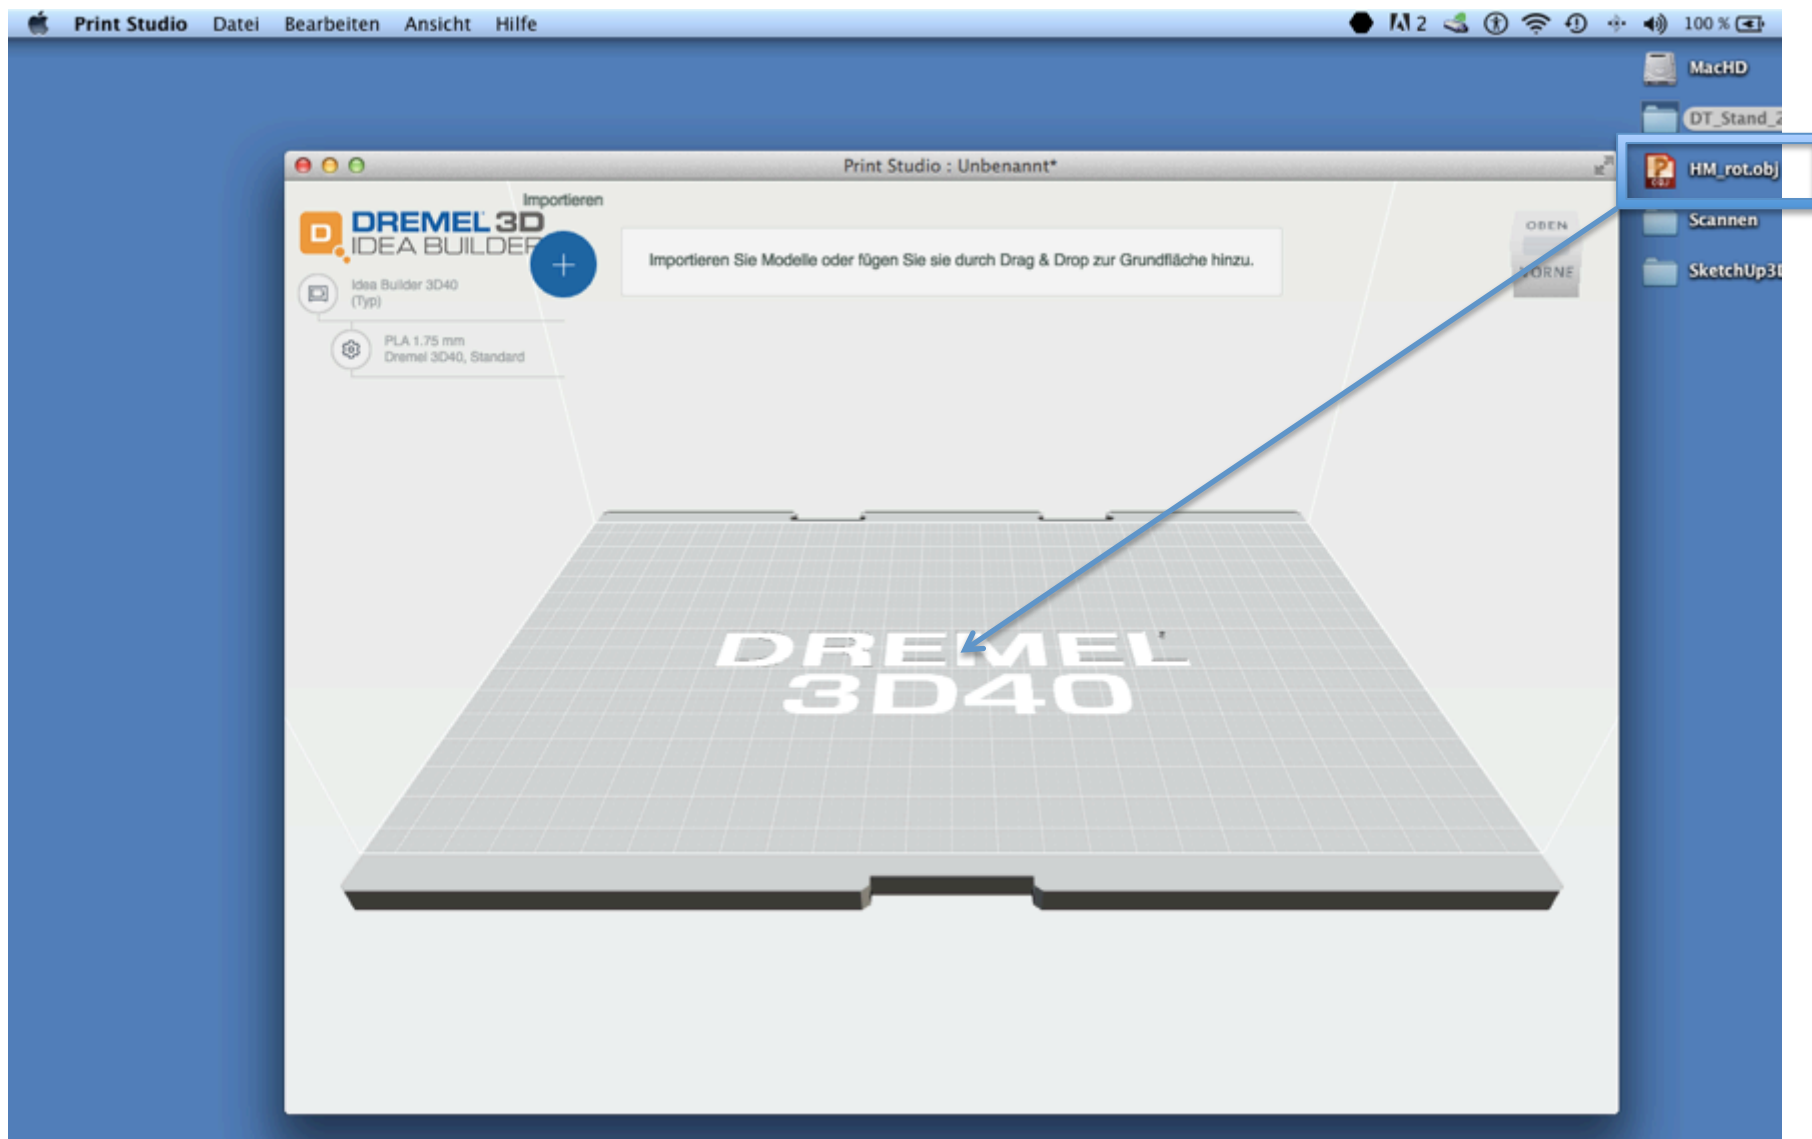 Print Studio Datei Bearbeiten Ansicht Hilfe 2 100 %
MacHD
DT_Stand_2
HM_rot.obj
Scannen
SketchUp3D
Print Studio : Unbenannt*
Importieren
D DREMEL 3D
IDEA BUILDER
+
Importieren Sie Modelle oder fügen Sie sie durch Drag & Drop zur Grundfläche hinzu.
OBEN
VORNE
Idea Builder 3D40
(Typ)
PLA 1.75 mm
Dremel 3D40, Standard
DREMEL
3D40